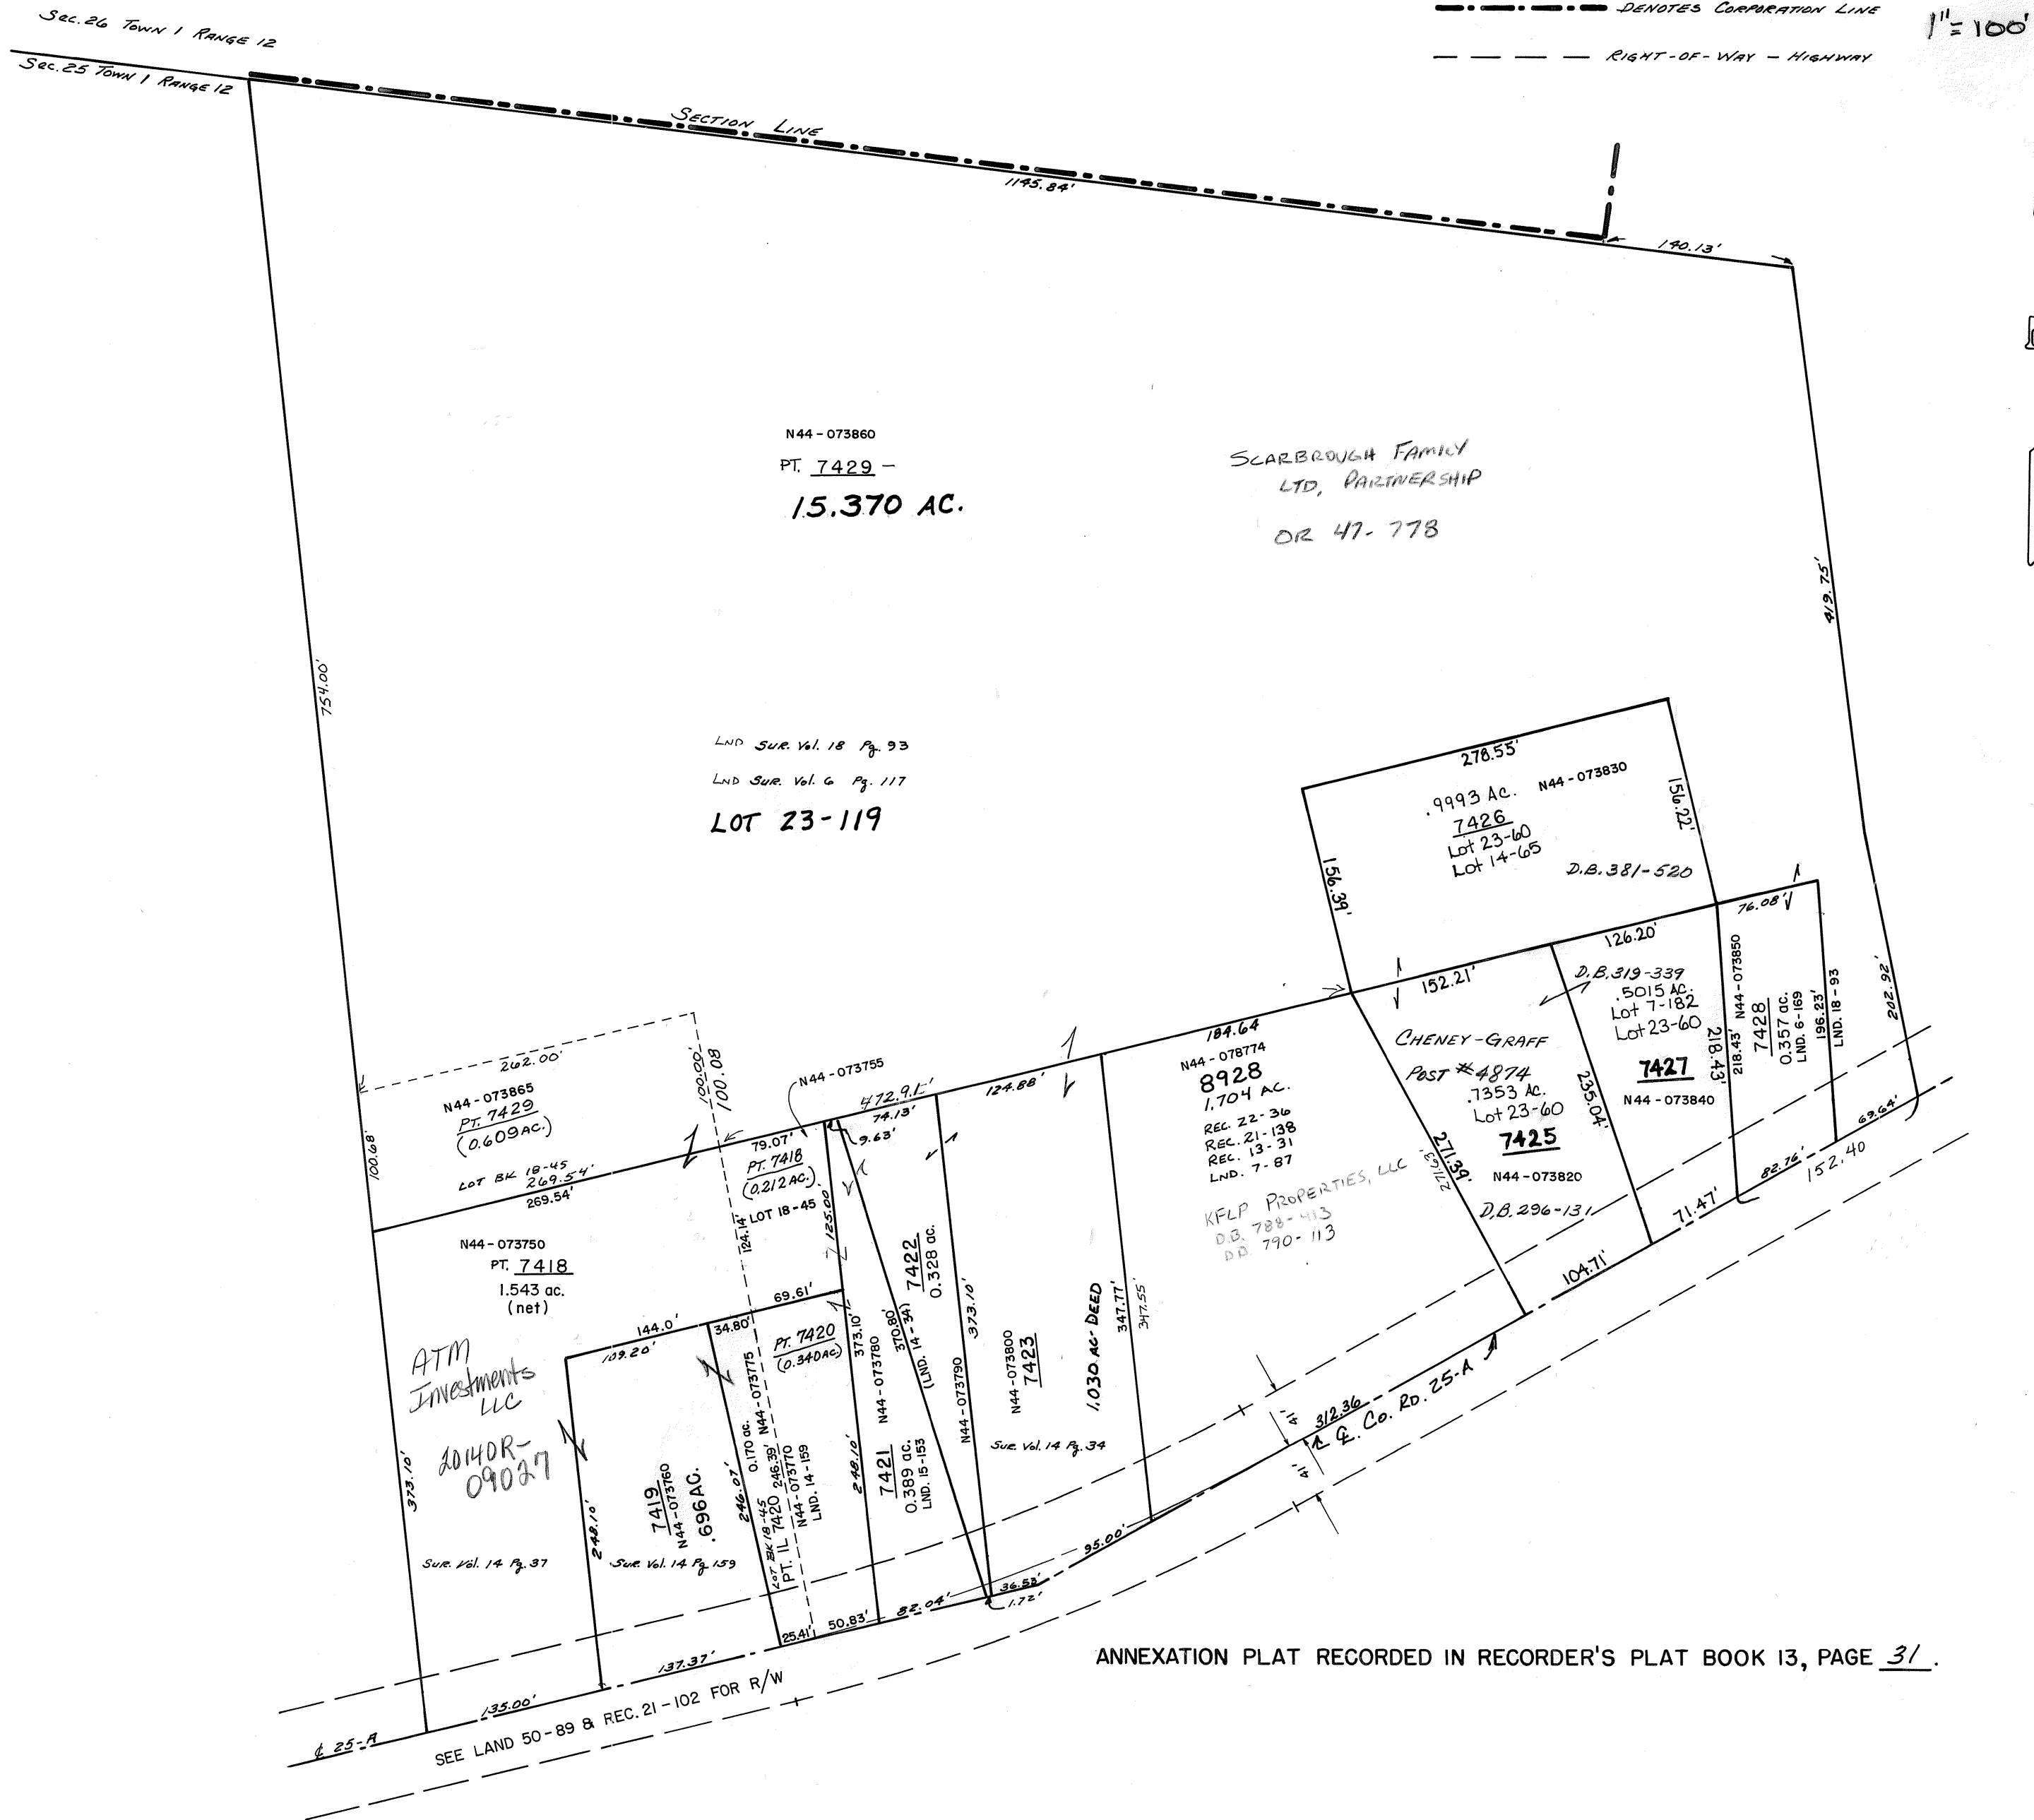 Sec. 26 Town 1 Range 12
Sec. 25 Town 1 Range 12
DENOTES CORPORATION LINE
RIGHT-OF-WAY - HIGHWAY
1"=100'
SECTION LINE
1145.84'
140.13'
N44-073860
PT. 7429 -
15.370 AC.
SCARBROUGH FAMILY
LTD, PARTNERSHIP
OR 47-778
419.75'
754.00'
LND SUR. Vol. 18 Pg. 93
LND SUR. Vol. 6 Pg. 117
LOT 23-119
278.55'
N44-073830
.9993 AC.
7426
Lot 23-60
Lot 14-65
D.B. 381-520
156.22'
156.39'
76.08'
126.20'
152.21'
184.64
202.92'
D.B. 319-339
.5015 AC.
Lot 7-182
Lot 23-60
7427
N44-073840
218.43'
218.43'
N44-073850
7428
0.357 ac.
LND. 6-169
196.23'
LND. 18-93
CHENEY-GRAFF
POST #4874
.7353 AC.
Lot 23-60
7425
N44-073820
D.B. 296-131
235.04'
271.39'
271.63'
69.64'
82.76'
152.40
71.47'
104.71'
N44-078774
8928
1.704 AC.
REC. 22-36
REC. 21-138
REC. 13-31
LND. 7-87
KFLP PROPERTIES, LLC
D.B. 788-413
D.B. 790-113
262.00'
N44-073865
PT. 7429
(0.609 AC.)
LOT BK 18-45
269.54'
269.54'
100.68'
100.00'
100.08
N44-073755
472.91'
79.07'
74.13'
9.63'
124.88'
PT. 7418
(0.212 AC.)
LOT 18-45
124.14'
125.00'
N44-073750
PT. 7418
1.543 ac.
(net)
ATM
Investments
LLC
2014OR-
09027
373.10'
Sur. Vol. 14 Pg. 37
144.0'
109.20'
34.80'
69.61'
PT. 7420
(0.340 AC)
248.10'
7419
N44-073760
.696 AC.
Sur. Vol. 14 Pg 159
246.07'
0.170 ac.
N44-073775
LOT BK 18-45
PT. IL 7420
246.39'
N44-073770
LND. 14-159
248.10'
373.10'
N44-073780
7421
0.389 ac.
LND. 15-153
370.80'
(LND. 14-34)
7422
0.328 ac.
N44-073790
373.10'
N44-073800
7423
1.030 AC-DEED
Sur. Vol. 14 Pg. 34
347.77'
347.55'
41'
41'
312.36
℄ Co. Rd. 25-A
95.00'
36.53'
1.72'
82.04'
50.83'
25.41'
137.37'
135.00'
℄ 25-A
SEE LAND 50-89 & REC. 21-102 FOR R/W
ANNEXATION PLAT RECORDED IN RECORDER'S PLAT BOOK 13, PAGE 31.